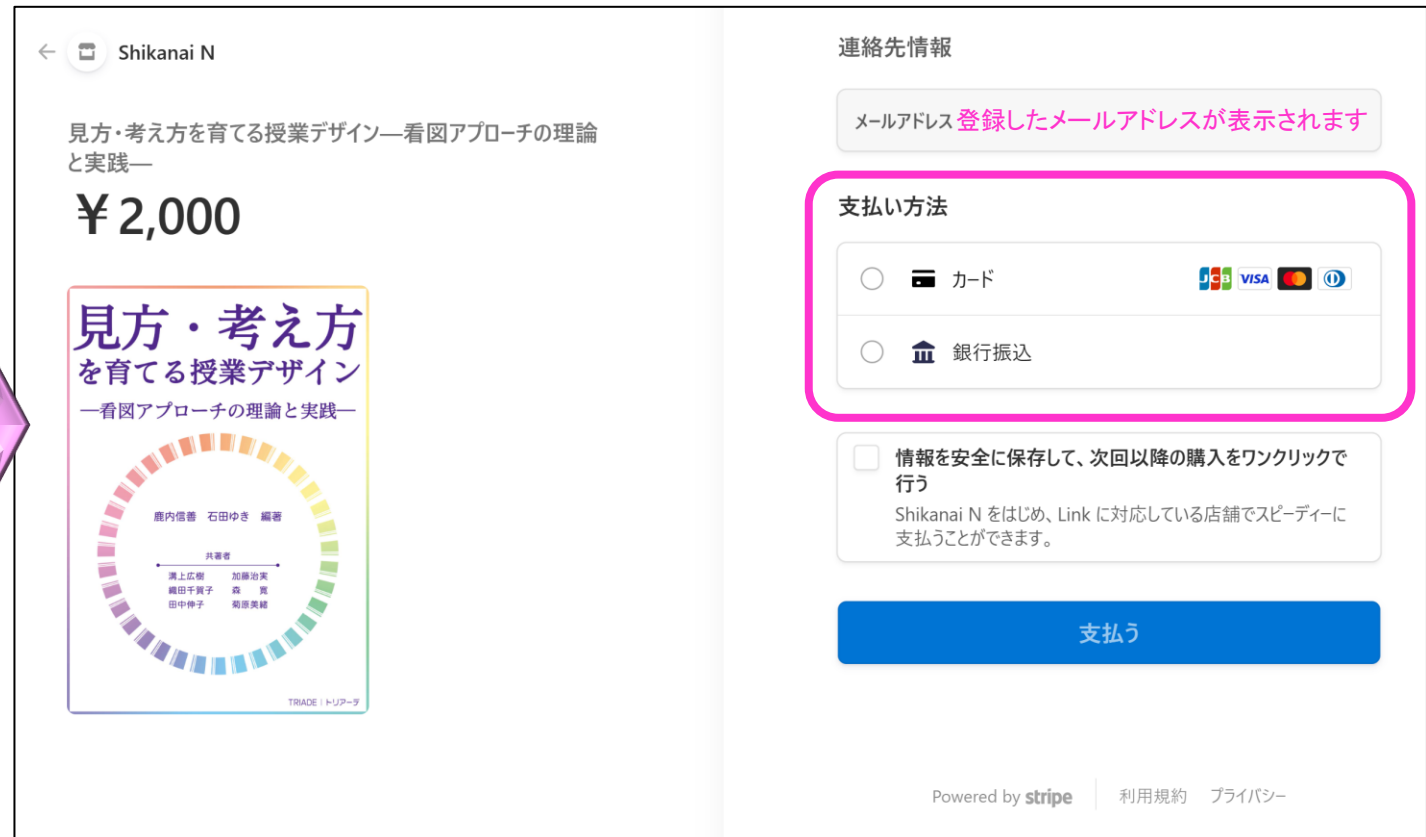 Shikanai N
見方・考え方を育てる授業デザイン―看図アプローチの理論
と実践―
￥2,000
見方・考え方
を育てる授業デザイン
―看図アプローチの理論と実践―
鹿内信善 石田ゆき 編著
共著者
溝上広樹 加藤治実
織田千賀子 森 寛
田中伸子 菊原美緒
TRIADE｜トリアーデ
連絡先情報
メールアドレス 登録したメールアドレスが表示されます
支払い方法
カード JCB VISA
銀行振込
情報を安全に保存して、次回以降の購入をワンクリックで
行う
Shikanai N をはじめ、Link に対応している店舗でスピーディーに
支払うことができます。
支払う
Powered by stripe 利用規約 プライバシー